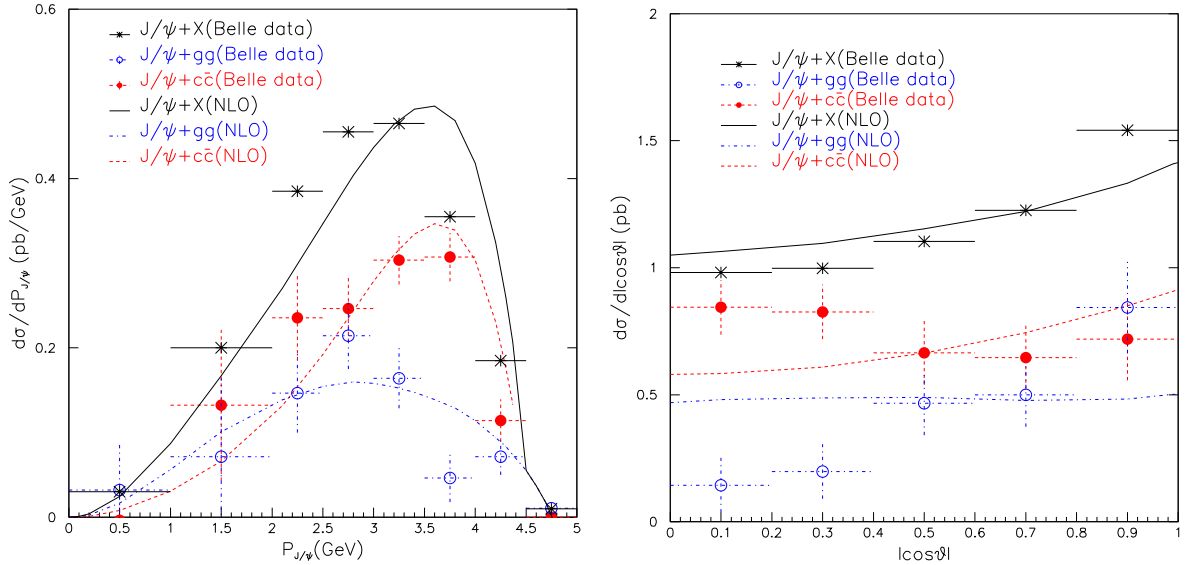 J/ψ+X(Belle data)
J/ψ+gg(Belle data)
J/ψ+cc̄(Belle data)
J/ψ+X(NLO)
J/ψ+gg(NLO)
J/ψ+cc̄(NLO)
dσ/dP_J/ψ (pb/GeV)
0.6
0.4
0.2
0
0 0.5 1 1.5 2 2.5 3 3.5 4 4.5 5
P_J/ψ(GeV)
J/ψ+X(Belle data)
J/ψ+gg(Belle data)
J/ψ+cc̄(Belle data)
J/ψ+X(NLO)
J/ψ+gg(NLO)
J/ψ+cc̄(NLO)
dσ/d|cosϑ| (pb)
2
1.5
1
0.5
0
0 0.1 0.2 0.3 0.4 0.5 0.6 0.7 0.8 0.9 1
|cosϑ|